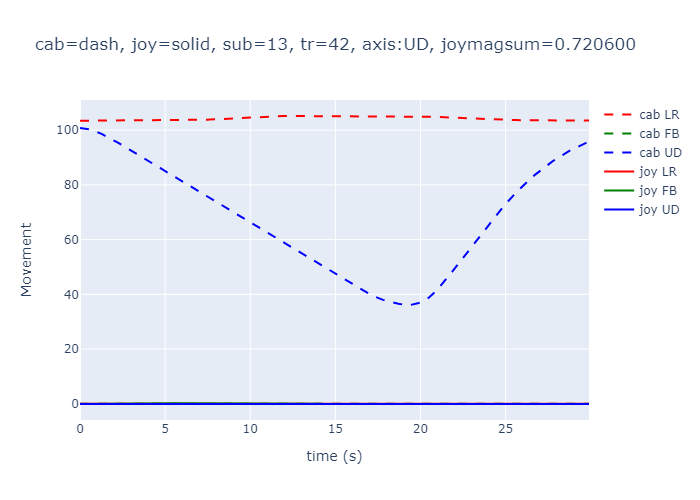 cab=dash, joy=solid, sub=13, tr=42, axis:UD, joymagsum=0.720600
cab LR
cab FB
cab UD
joy LR
joy FB
joy UD
Movement
100
80
60
40
20
0
0 5 10 15 20 25
time (s)